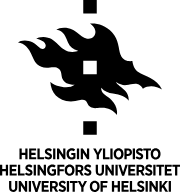 HELSINGIN YLIOPISTO
HELSINGFORS UNIVERSITET
UNIVERSITY OF HELSINKI